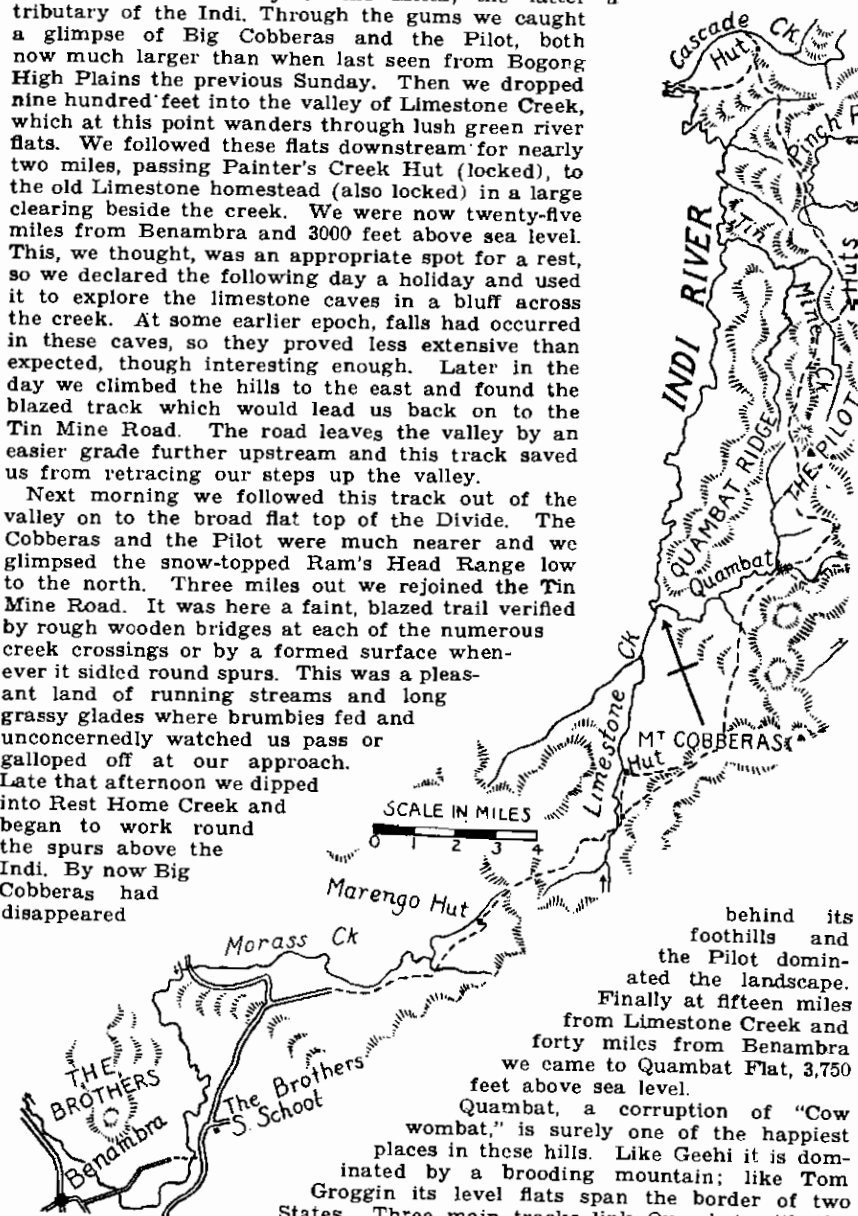 tributary of the Indi. Through the gums we caught
a glimpse of Big Cobberas and the Pilot, both
now much larger than when last seen from Bogong
High Plains the previous Sunday. Then we dropped
nine hundred feet into the valley of Limestone Creek,
which at this point wanders through lush green river
flats. We followed these flats downstream for nearly
two miles, passing Painter's Creek Hut (locked), to
the old Limestone homestead (also locked) in a large
clearing beside the creek. We were now twenty-five
miles from Benambra and 3000 feet above sea level.
This, we thought, was an appropriate spot for a rest,
so we declared the following day a holiday and used
it to explore the limestone caves in a bluff across
the creek. At some earlier epoch, falls had occurred
in these caves, so they proved less extensive than
expected, though interesting enough. Later in the
day we climbed the hills to the east and found the
blazed track which would lead us back on to the
Tin Mine Road. The road leaves the valley by an
easier grade further upstream and this track saved
us from retracing our steps up the valley.
Next morning we followed this track out of the
valley on to the broad flat top of the Divide. The
Cobberas and the Pilot were much nearer and we
glimpsed the snow-topped Ram's Head Range low
to the north. Three miles out we rejoined the Tin
Mine Road. It was here a faint, blazed trail verified
by rough wooden bridges at each of the numerous
creek crossings or by a formed surface when-
ever it sidled round spurs. This was a pleas-
ant land of running streams and long
grassy glades where brumbies fed and
unconcernedly watched us pass or
galloped off at our approach.
Late that afternoon we dipped
into Rest Home Creek and
began to work round
the spurs above the
Indi. By now Big
Cobberas had
disappeared
behind its
foothills and
the Pilot domin-
ated the landscape.
Finally at fifteen miles
from Limestone Creek and
forty miles from Benambra
we came to Quambat Flat, 3,750
feet above sea level.
Quambat, a corruption of "Cow
wombat," is surely one of the happiest
places in these hills. Like Geehi it is dom-
inated by a brooding mountain; like Tom
Groggin its level flats span the border of two
States. Three main tracks link
Cascade Ck.
Hut
Pinch
Tin
Mine
Ck
Huts
INDI RIVER
QUAMBAT RIDGE
THE PILOT
Quambat
Limestone Ck
MT COBBERAS
Hut
SCALE IN MILES
0 1 2 3 4
Marengo Hut
Morass Ck
THE
BROTHERS
The Brothers
S. School
Benambra